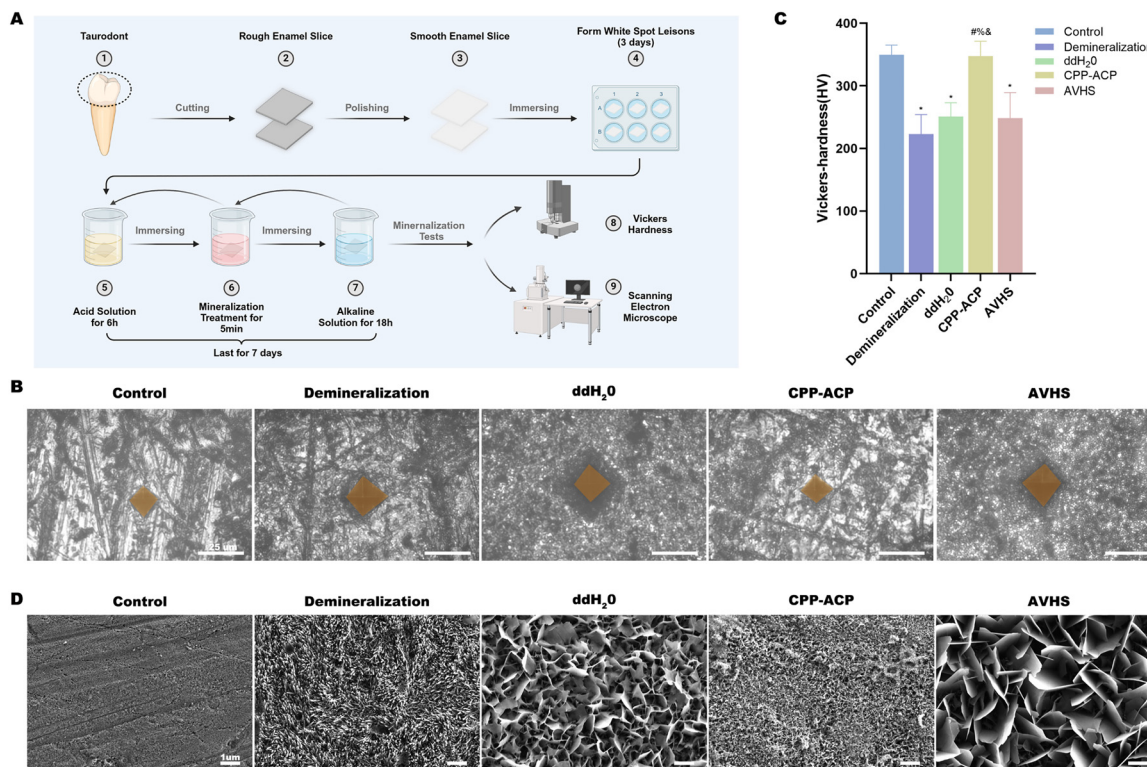 A
Taurodont
1
Cutting
Rough Enamel Slice
2
Polishing
Smooth Enamel Slice
3
Immersing
Form White Spot Leisons
(3 days)
4
1 2 3
A
B
5
Acid Solution
for 6h
Immersing
6
Mineralization
Treatment for
5min
Immersing
7
Alkaline
Solution for 18h
Last for 7 days
Minernalization
Tests
8
Vickers
Hardness
9
Scanning
Electron
Microscope
C
Vickers-hardness(HV)
400
300
200
100
0
#%&
*
*
*
Control
Demineralization
ddH₂0
CPP-ACP
AVHS
Control
Demineralization
ddH₂0
CPP-ACP
AVHS
B
Control
Demineralization
ddH₂0
CPP-ACP
AVHS
25 um
D
Control
Demineralization
ddH₂0
CPP-ACP
AVHS
1um